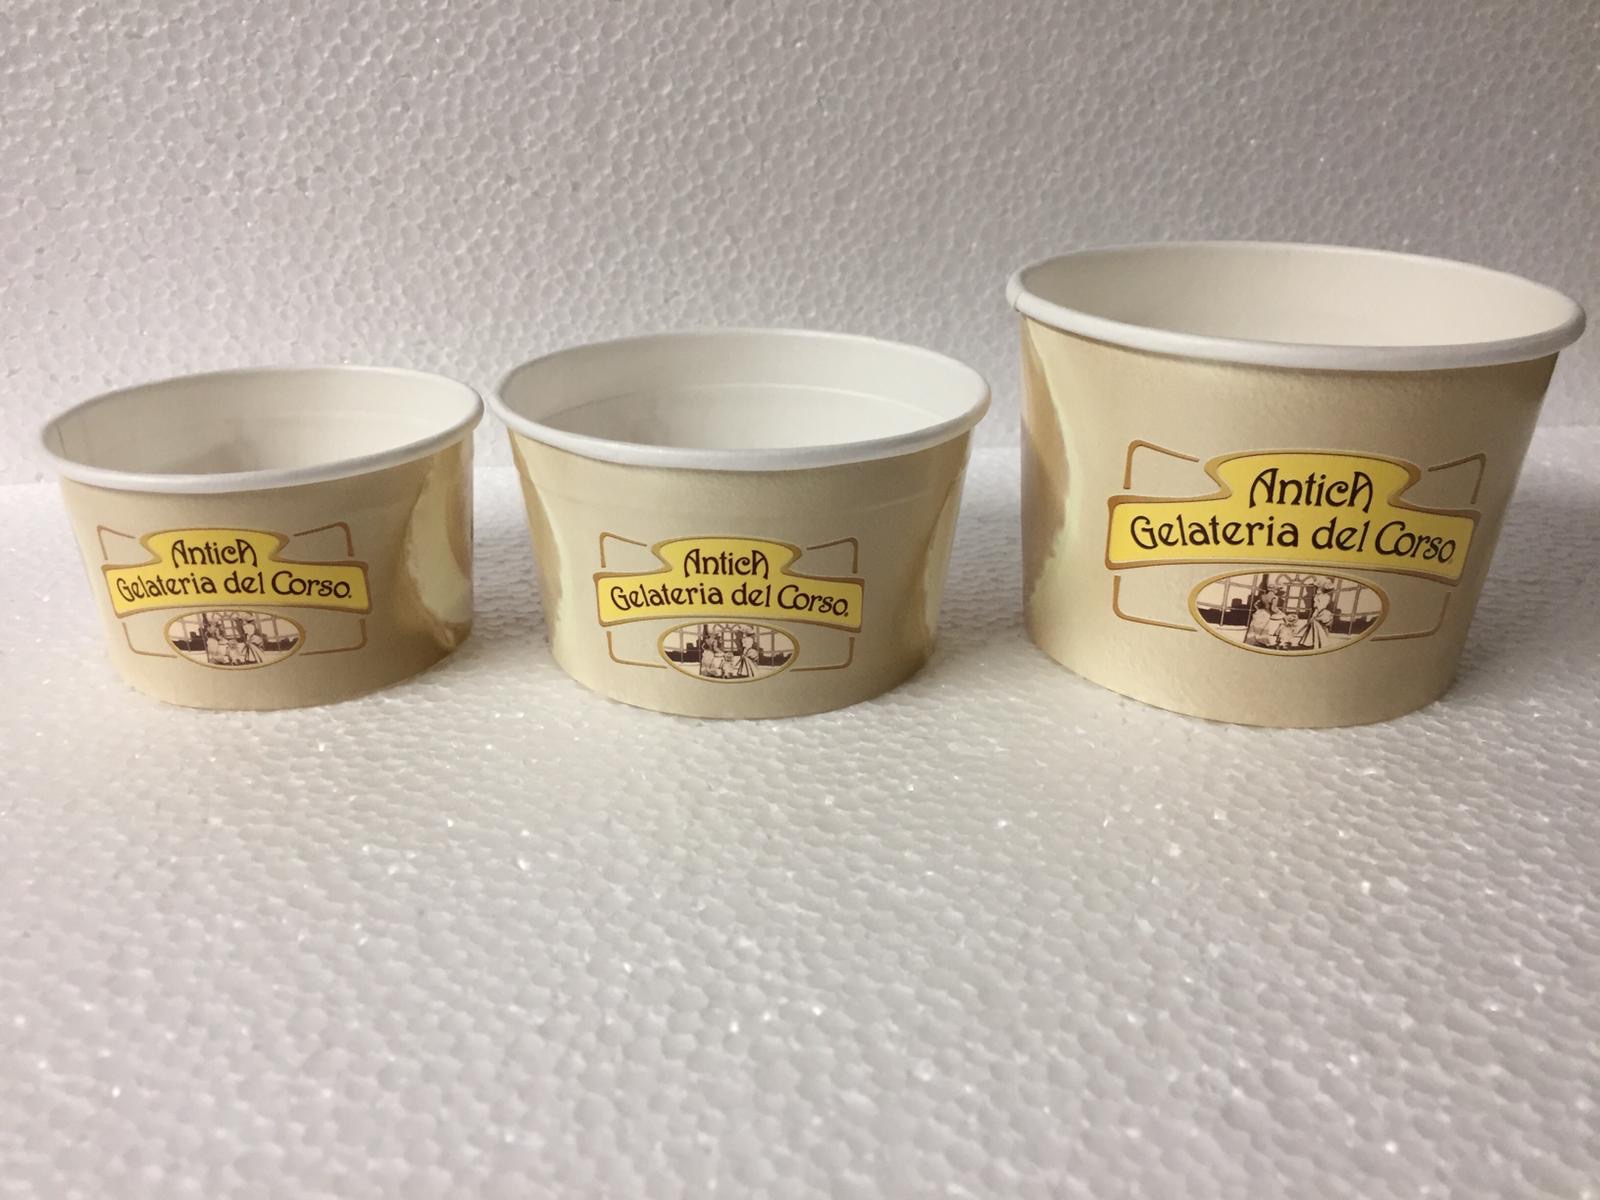 Antica
Gelateria del Corso.
Antica
Gelateria del Corso.
Antica
Gelateria del Corso